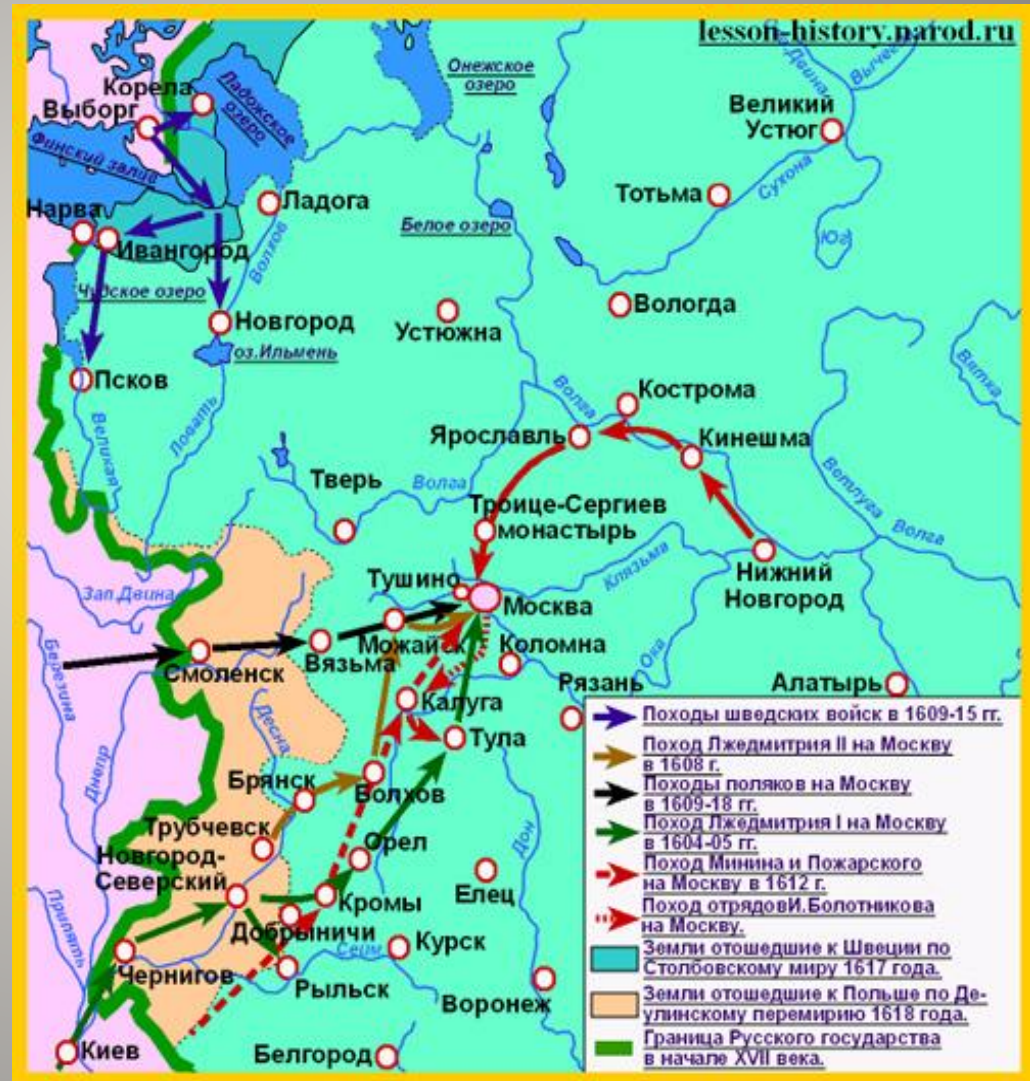 lesson-history.narod.ru
Корела
Выборг
Ладожское
озеро
Онежское
озеро
С.Двина
Вычегда
Великий
Устюг
Финский залив
Нарва
Ладога
Ивангород
Волхов
Белое озеро
Тотьма
Сухона
Юг
Чудское озеро
Новгород
оз.Ильмень
Устюжна
Вологда
Псков
Великая
Ловать
Волга
Кострома
Ярославль
Кинешма
Вятка
Тверь
Волга
Ветлуга
Волга
Троице-Сергиев
монастырь
Зап.Двина
Тушино
Москва
Клязьма
Нижний
Новгород
Можайск
Коломна
Ока
Березина
Смоленск
Вязьма
Рязань
Алатырь
Калуга
Тула
Днепр
Десна
Брянск
Волхов
Трубчевск
Новгород-
Северский
Орел
Дон
Елец
Припять
Кромы
Добрыничи
Чернигов
Сейм
Курск
Рыльск
Воронеж
Киев
Белгород
Походы шведских войск в 1609-15 гг.
Поход Лжедмитрия II на Москву
в 1608 г.
Походы поляков на Москву
в 1609-18 гг.
Поход Лжедмитрия I на Москву
в 1604-05 гг.
Поход Минина и Пожарского
на Москву в 1612 г.
Поход отрядовИ.Болотникова
на Москву.
Земли отошедшие к Швеции по
Столбовскому миру 1617 года.
Земли отошедшие к Польше по Де-
улинскому перемирию 1618 года.
Граница Русского государства
в начале XVII века.